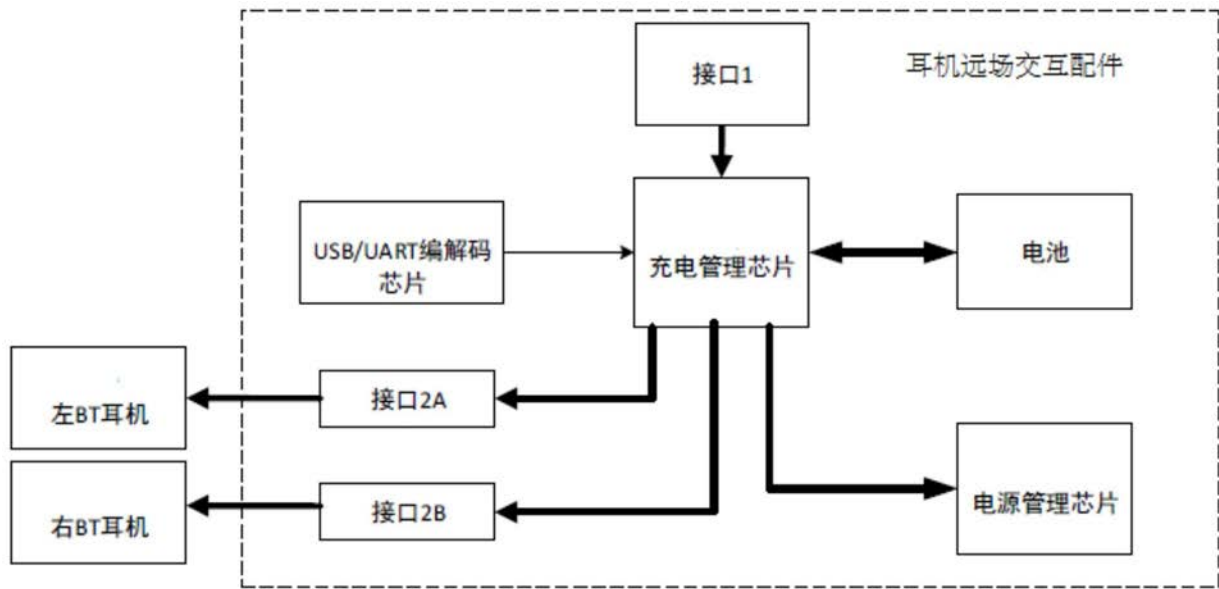 接口1
耳机远场交互配件
USB/UART编解码
芯片
充电管理芯片
电池
接口2A
左BT耳机
接口2B
右BT耳机
电源管理芯片